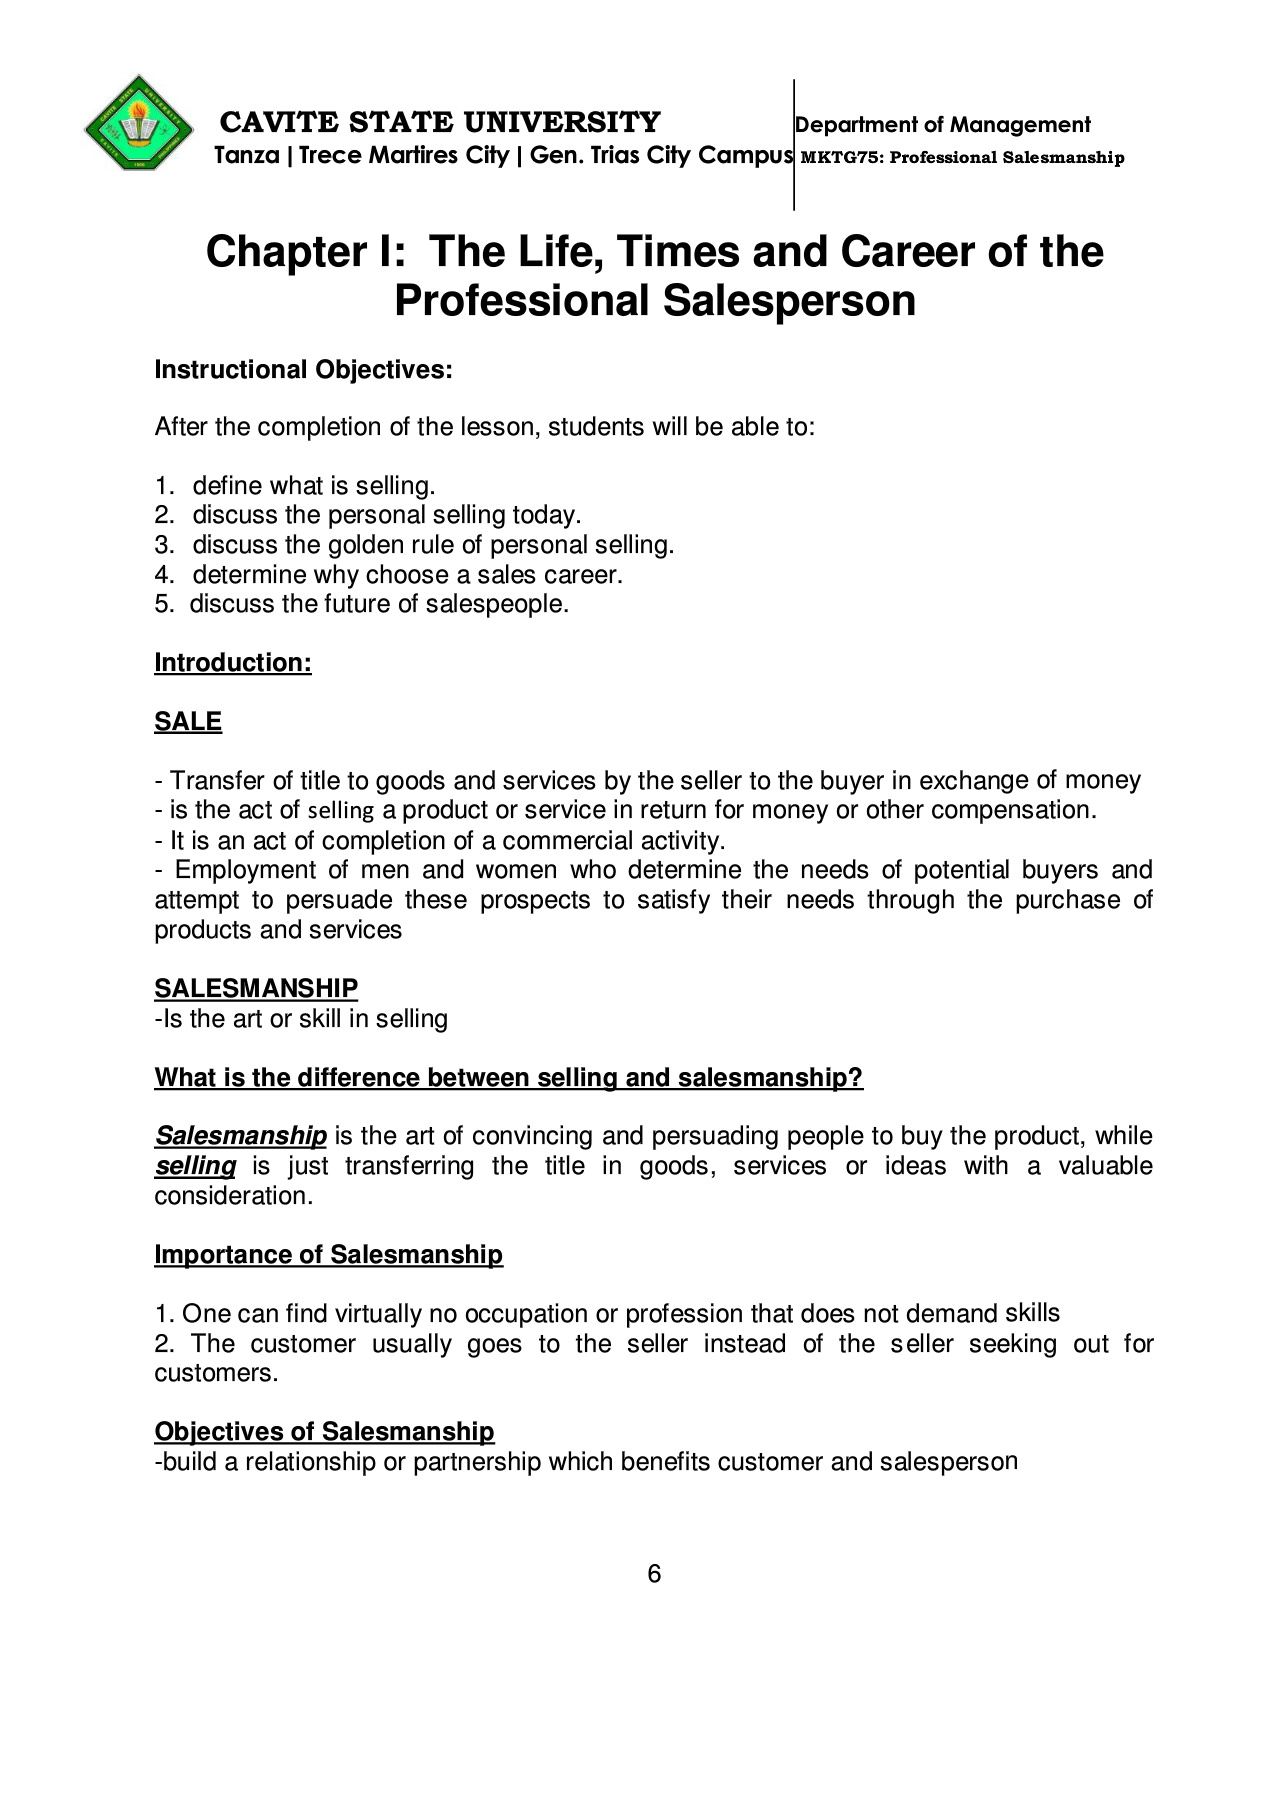 CAVITE STATE UNIVERSITY
Department of Management
Tanza | Trece Martires City | Gen. Trias City Campus
MKTG75: Professional Salesmanship
Chapter I: The Life, Times and Career of the
Professional Salesperson
Instructional Objectives:
After the completion of the lesson, students will be able to:
1. define what is selling.
2. discuss the personal selling today.
3. discuss the golden rule of personal selling.
4. determine why choose a sales career.
5. discuss the future of salespeople.
Introduction:
SALE
- Transfer of title to goods and services by the seller to the buyer in exchange of money
- is the act of selling a product or service in return for money or other compensation.
- It is an act of completion of a commercial activity.
- Employment of men and women who determine the needs of potential buyers and
attempt to persuade these prospects to satisfy their needs through the purchase of
products and services
SALESMANSHIP
-Is the art or skill in selling
What is the difference between selling and salesmanship?
Salesmanship is the art of convincing and persuading people to buy the product, while
selling is just transferring the title in goods, services or ideas with a valuable
consideration.
Importance of Salesmanship
1. One can find virtually no occupation or profession that does not demand skills
2. The customer usually goes to the seller instead of the seller seeking out for
customers.
Objectives of Salesmanship
-build a relationship or partnership which benefits customer and salesperson
6